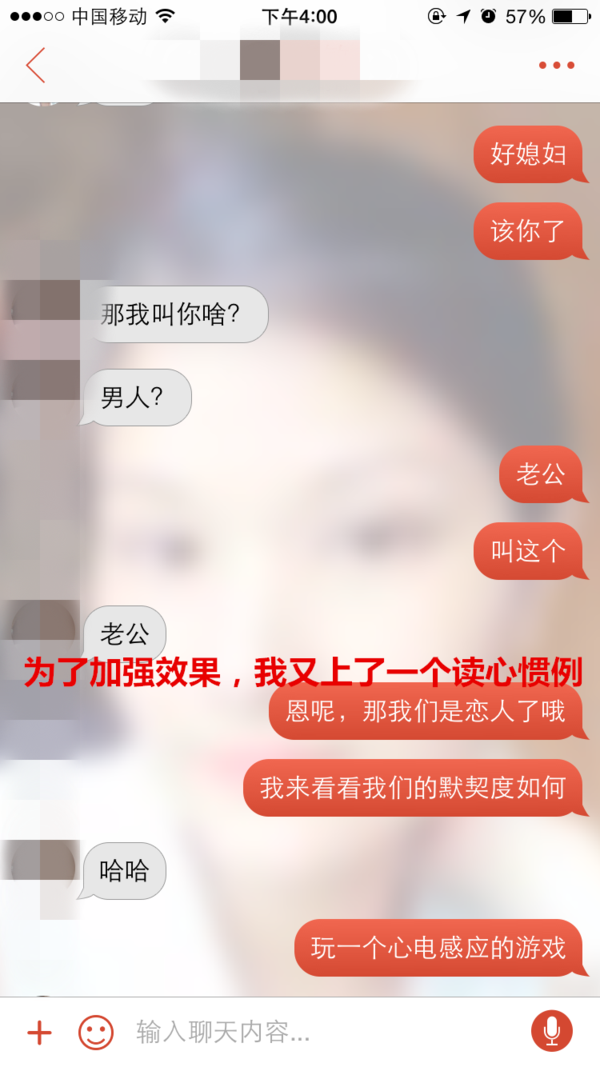 中国移动 下午4:00 57%
好媳妇
该你了
那我叫你啥？
男人？
老公
叫这个
老公
为了加强效果，我又上了一个读心惯例
恩呢，那我们是恋人了哦
我来看看我们的默契度如何
哈哈
玩一个心电感应的游戏
输入聊天内容...